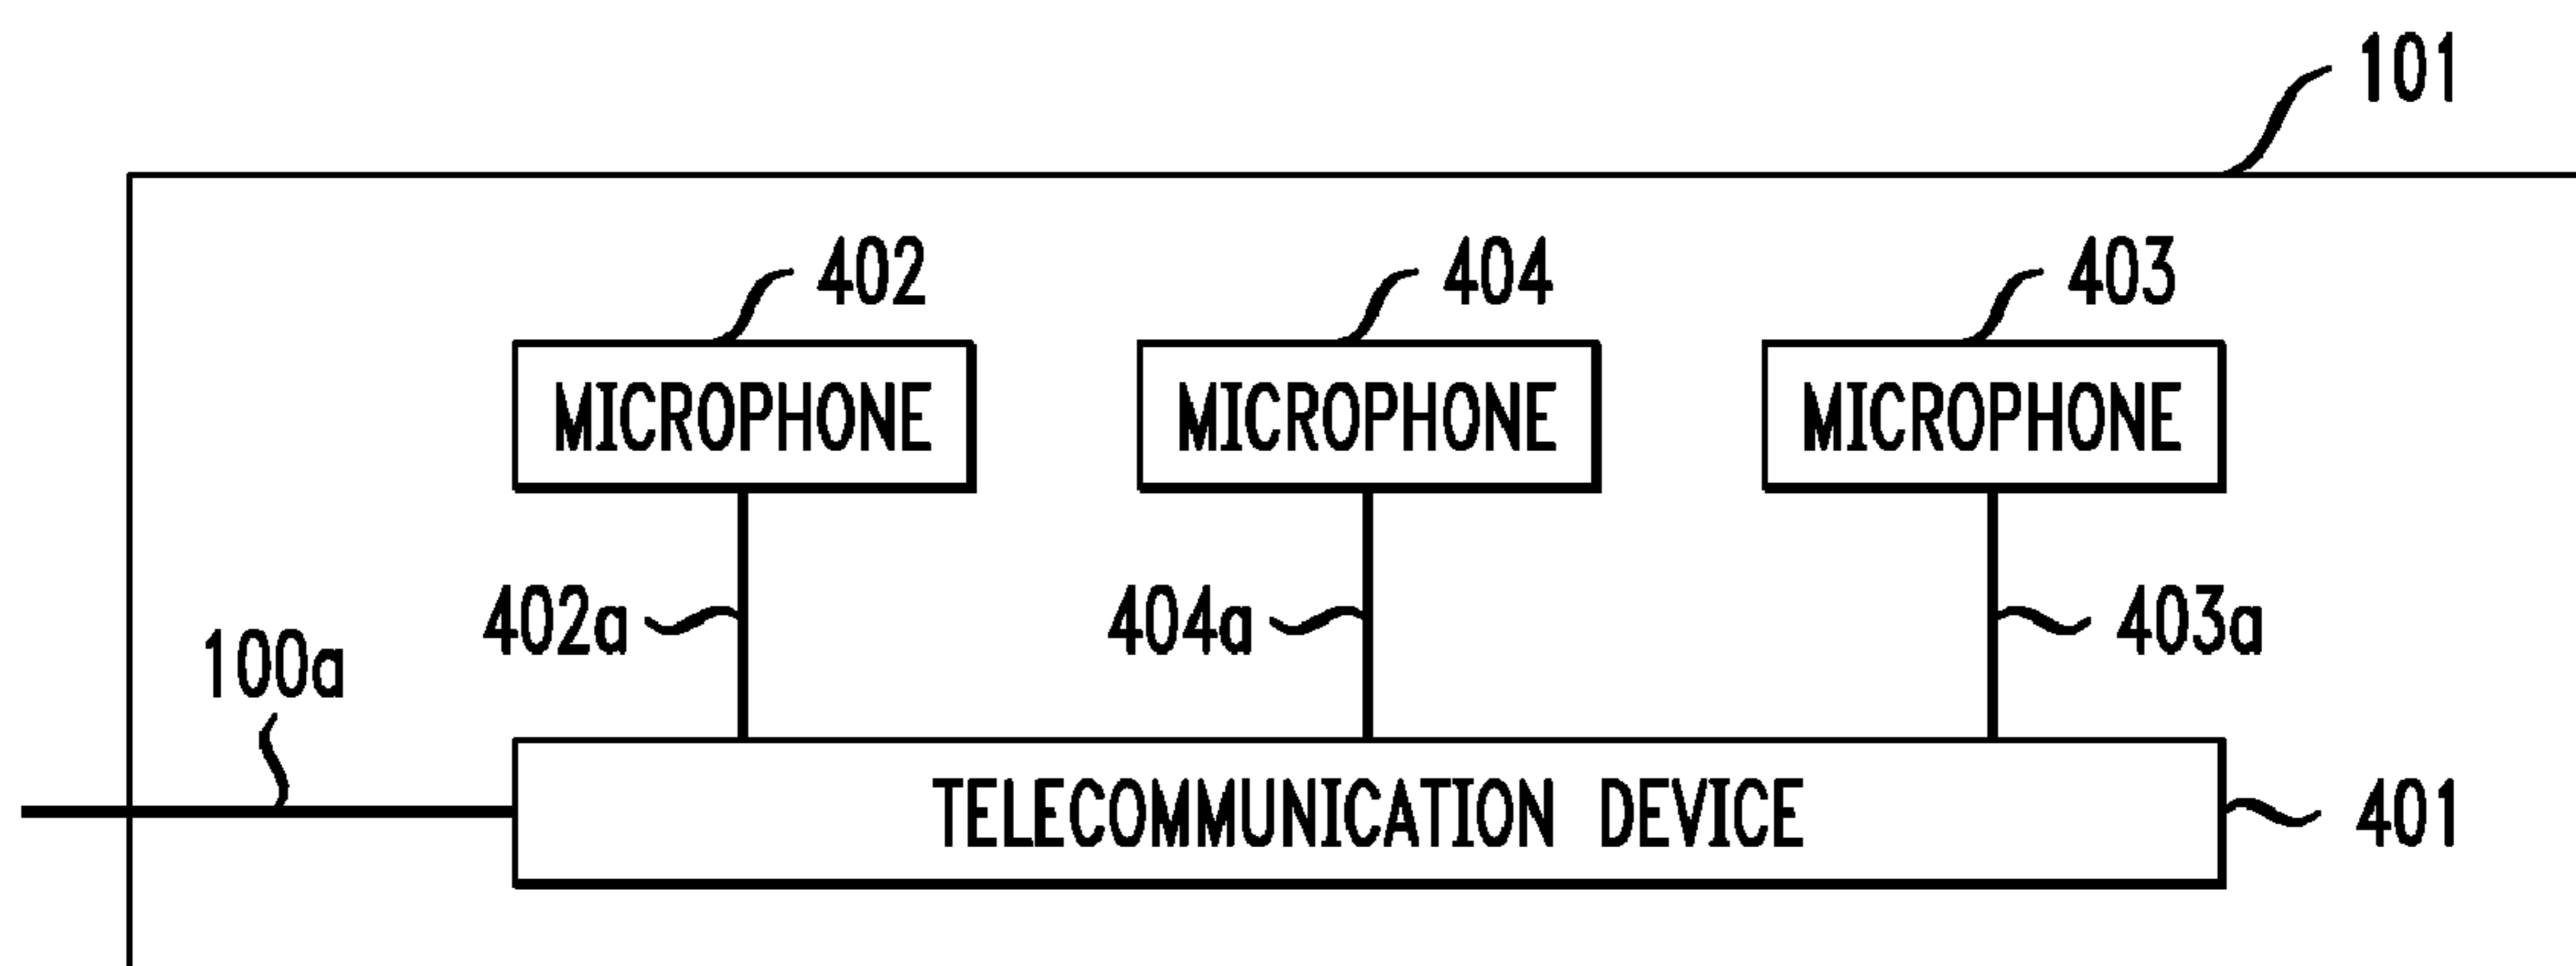 101
402 404 403
MICROPHONE MICROPHONE MICROPHONE
402a 404a 403a
100a
TELECOMMUNICATION DEVICE 401